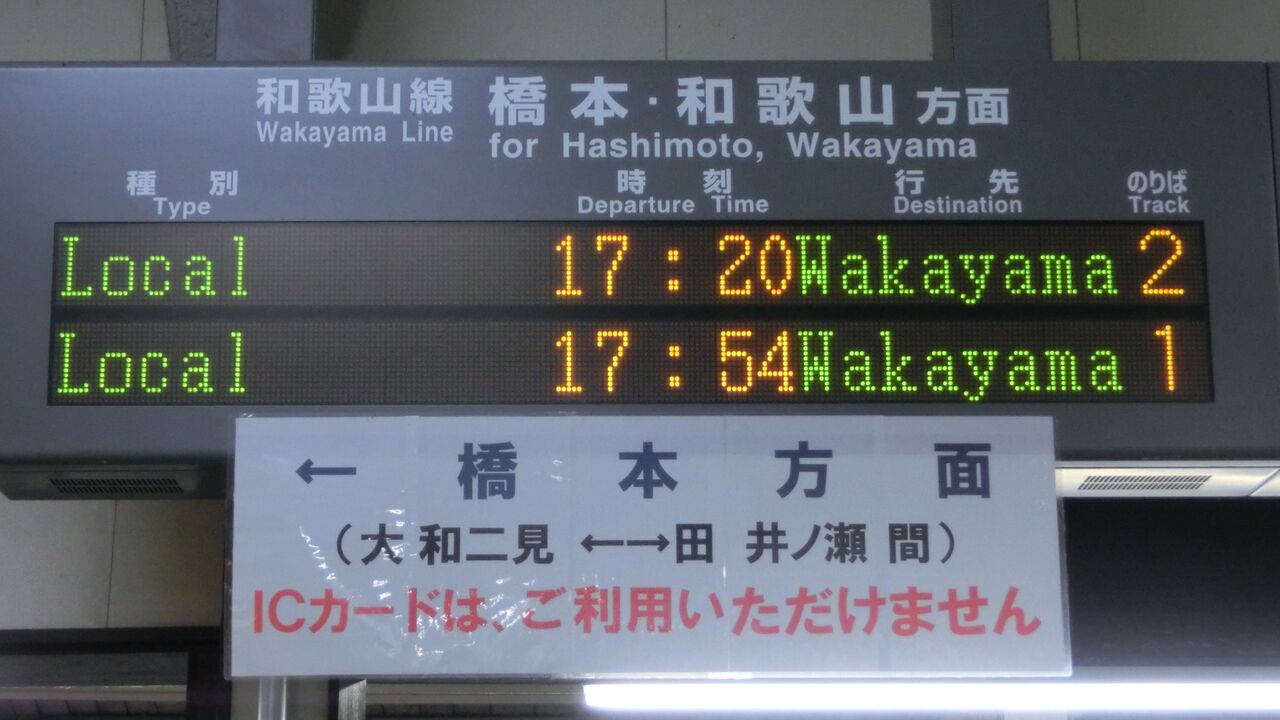 和歌山線 橋本・和歌山 方面
Wakayama Line for Hashimoto, Wakayama
種別 時刻 行先 のりば
Type Departure Time Destination Track
Local 17:20 Wakayama 2
Local 17:54 Wakayama 1
← 橋本方面
(大和二見 ←→田井ノ瀬間)
ICカードは、ご利用いただけません